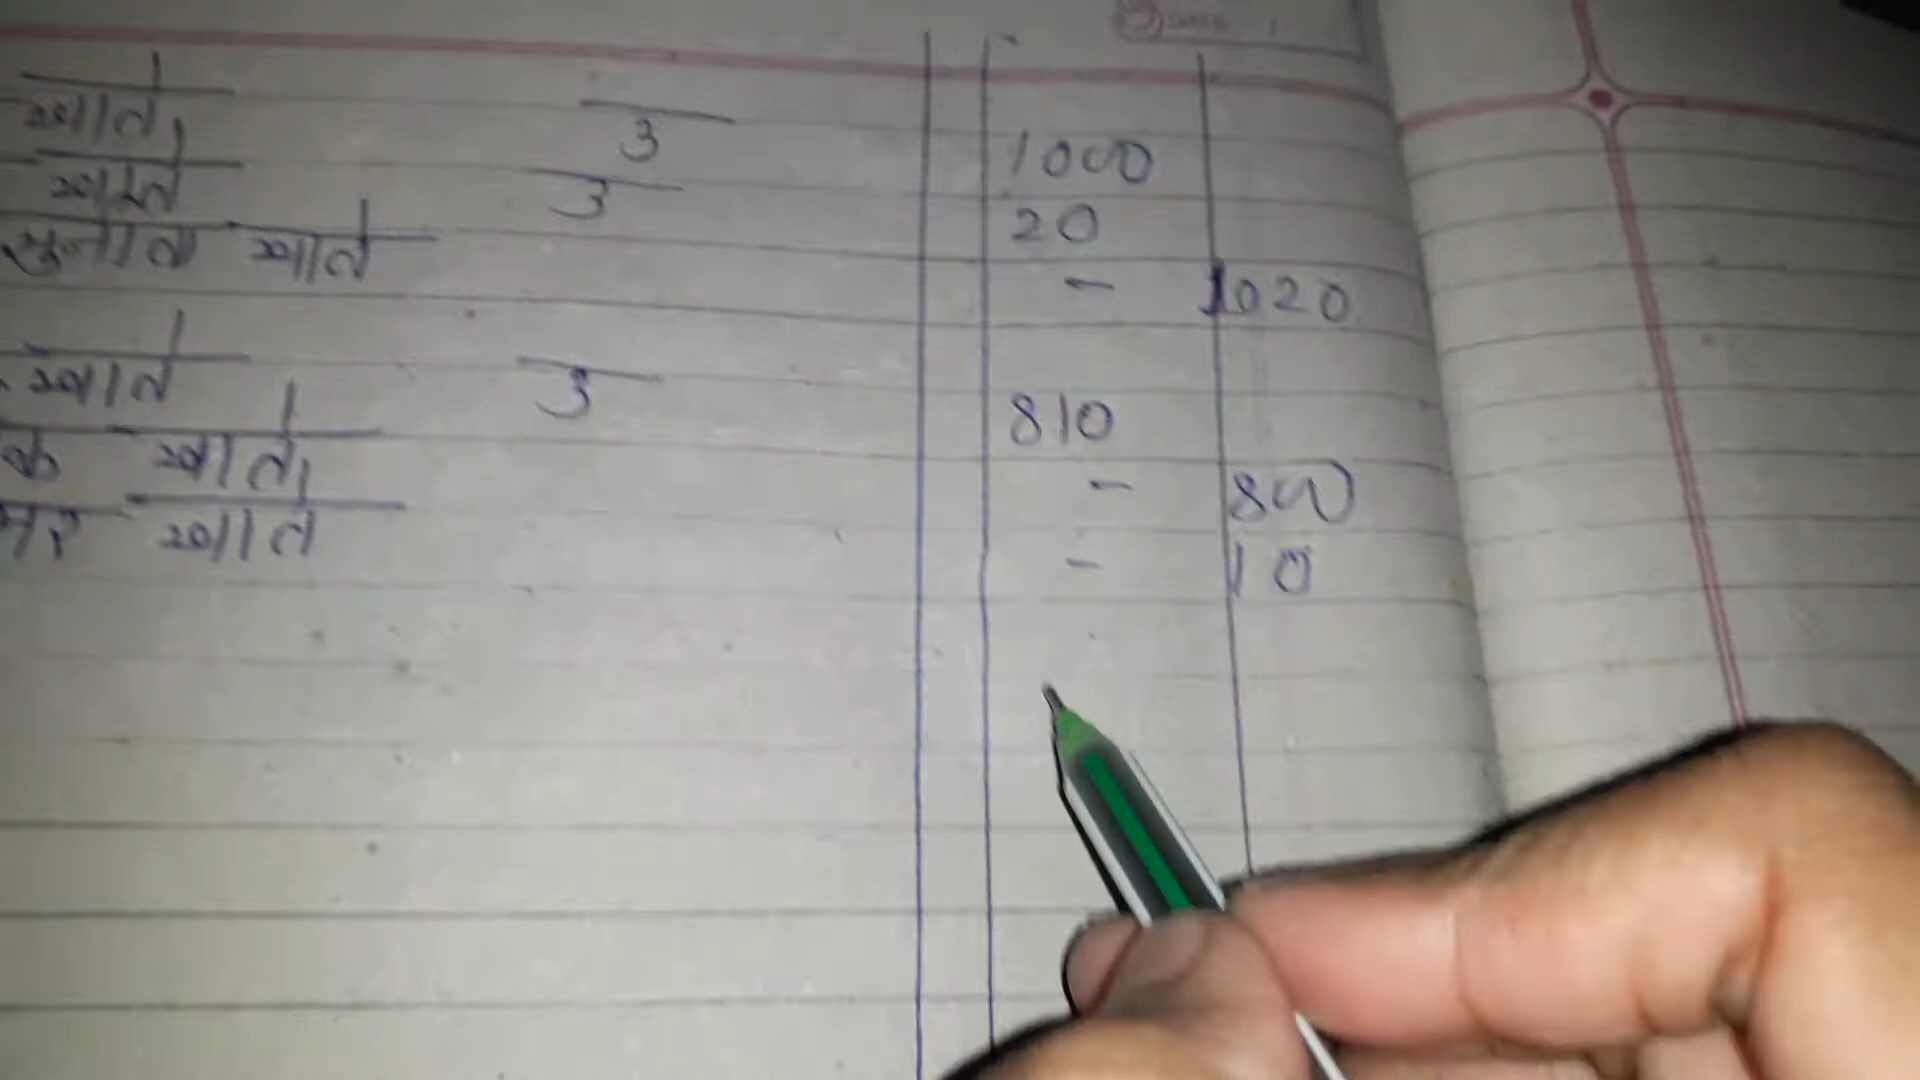 खाते 3 1000
खाते 3 20
सुनीता खाते - 1020
खाते 3 810
खाते - 800
खाते - 10